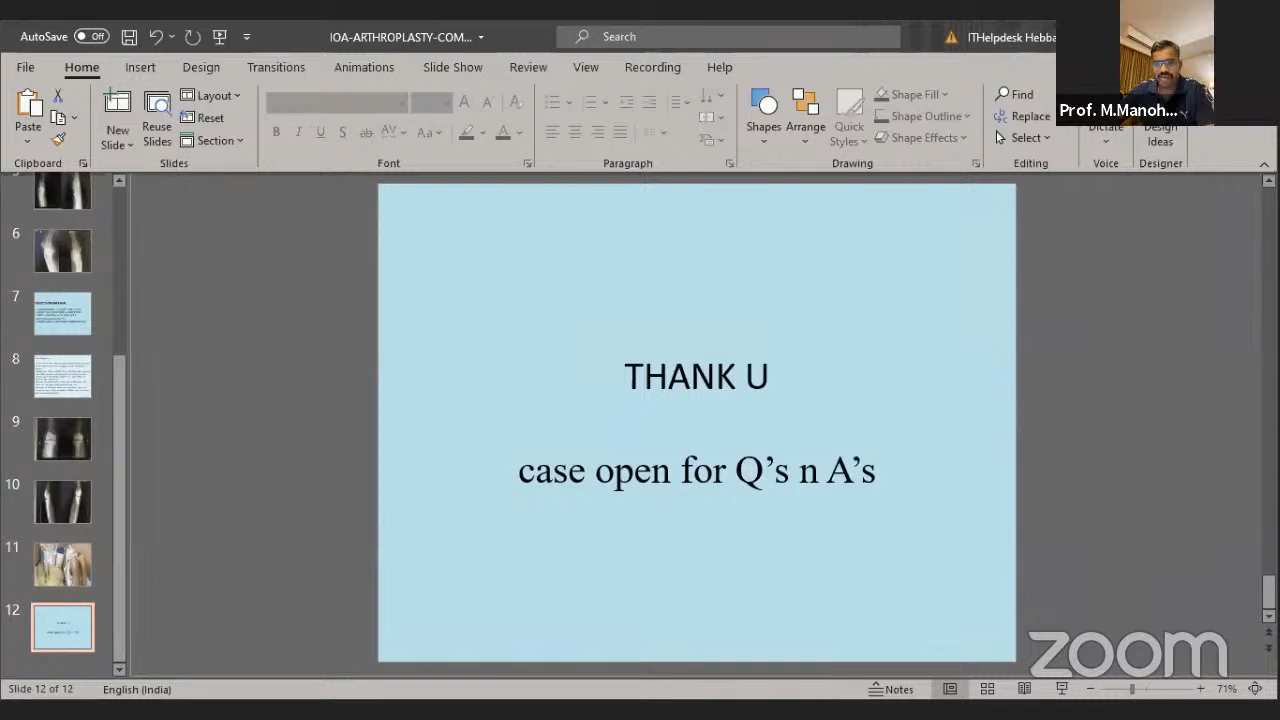 AutoSave Off
IOA-ARTHROPLASTY-COM...
Search
ITHelpdesk Hebba
File Home Insert Design Transitions Animations Slide Show Review View Recording Help
Prof. M.Manoh...
Paste
Clipboard
New Slide
Reuse Slides
Layout
Reset
Section
Slides
B I U S ab AV Aa A
Font
Paragraph
Shapes
Arrange
Quick Styles
Shape Fill
Shape Outline
Shape Effects
Drawing
Find
Replace
Select
Editing
Dictate
Voice
Design Ideas
Designer
6
7
8
9
10
11
12
THANK U
case open for Q's n A's
zoom
Slide 12 of 12
English (India)
Notes
71%